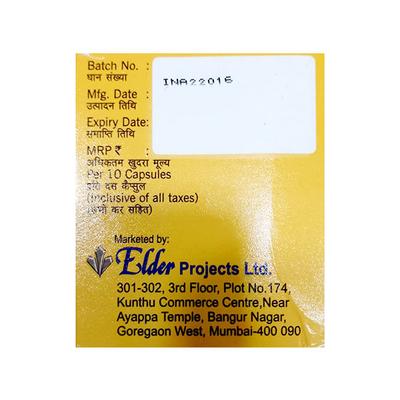 Batch No. : INA22016
घान संख्या
Mfg. Date :
उत्पादन तिथि
Expiry Date:
समाप्ति तिथि
MRP ₹ :
अधिकतम खुदरा मूल्य
Per 10 Capsules
प्रति दस कैप्सुल
(Inclusive of all taxes)
(सभी कर सहित)
Marketed by:
Elder Projects Ltd.
301-302, 3rd Floor, Plot No.174,
Kunthu Commerce Centre,Near
Ayappa Temple, Bangur Nagar,
Goregaon West, Mumbai-400 090